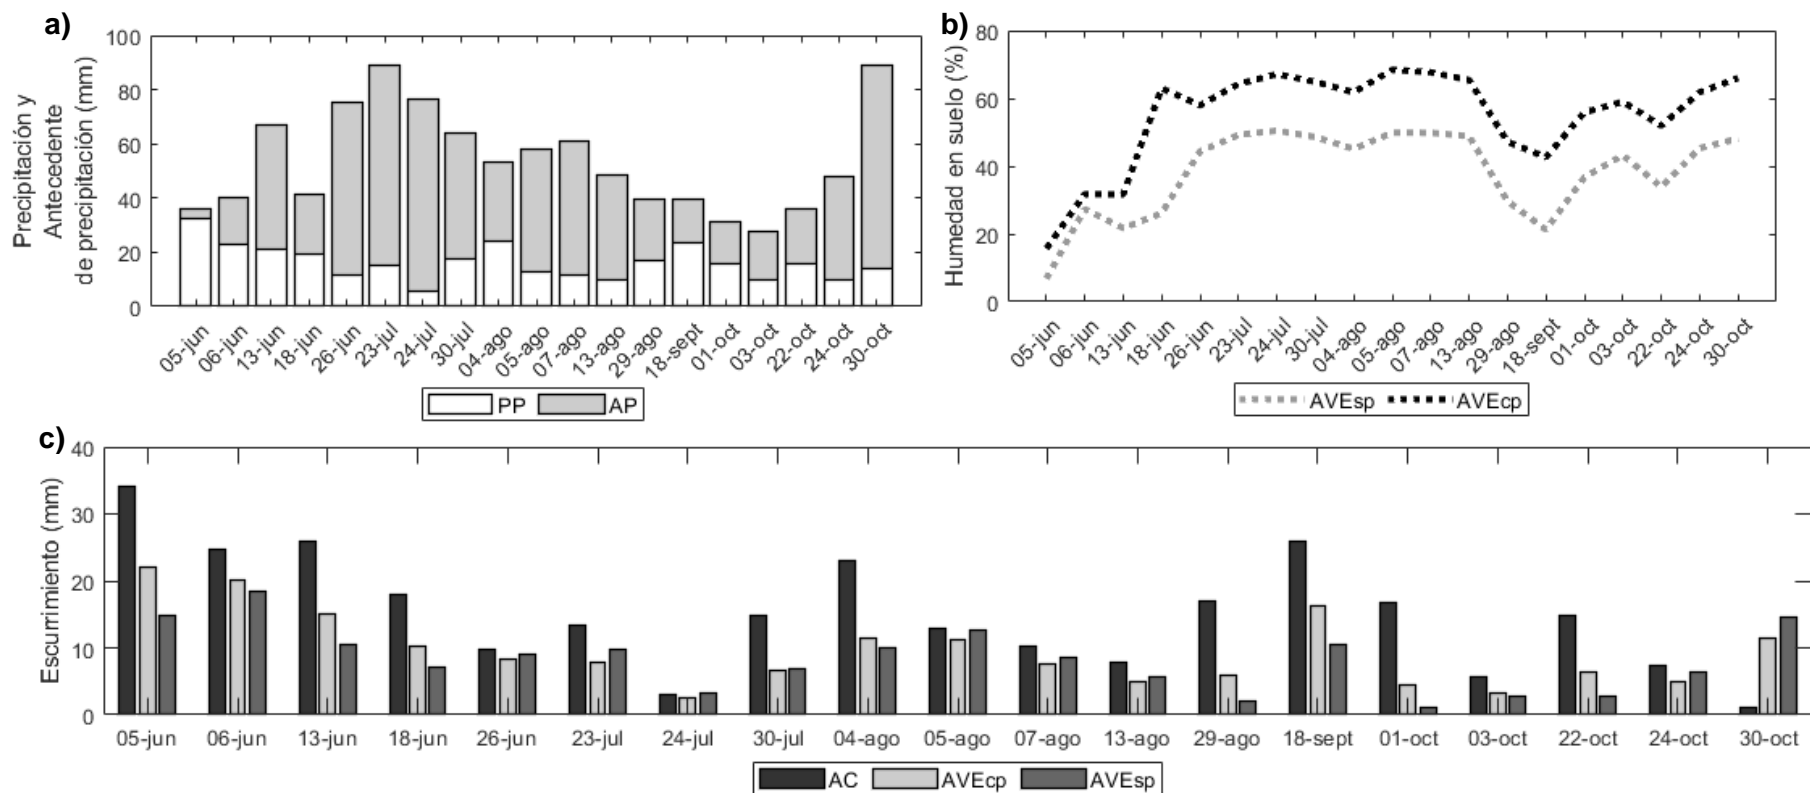 a)
Precipitación y
Antecedente
de precipitación (mm)
100
80
60
40
20
0
05-jun 06-jun 13-jun 18-jun 26-jun 23-jul 24-jul 30-jul 04-ago 05-ago 07-ago 13-ago 29-ago 18-sept 01-oct 03-oct 22-oct 24-oct 30-oct
PP AP
b)
Humedad en suelo (%)
80
60
40
20
0
05-jun 06-jun 13-jun 18-jun 26-jun 23-jul 24-jul 30-jul 04-ago 05-ago 07-ago 13-ago 29-ago 18-sept 01-oct 03-oct 22-oct 24-oct 30-oct
AVEsp AVEcp
c)
Escurrimiento (mm)
40
30
20
10
0
05-jun 06-jun 13-jun 18-jun 26-jun 23-jul 24-jul 30-jul 04-ago 05-ago 07-ago 13-ago 29-ago 18-sept 01-oct 03-oct 22-oct 24-oct 30-oct
AC AVEcp AVEsp